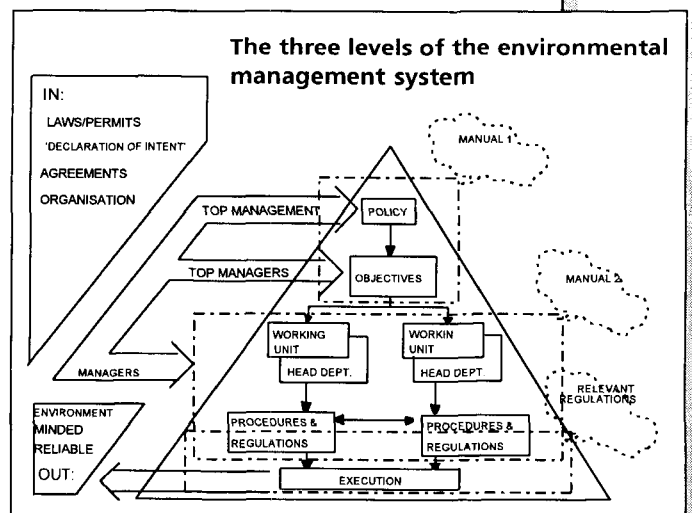 The three levels of the environmental
management system
IN:
LAWS/PERMITS
'DECLARATION OF INTENT'
AGREEMENTS
ORGANISATION
MANUAL 1
TOP MANAGEMENT
POLICY
TOP MANAGERS
OBJECTIVES
MANUAL 2
WORKING
UNIT
HEAD DEPT.
WORKIN
UNIT
HEAD DEPT.
MANAGERS
RELEVANT
REGULATIONS
ENVIRONMENT
MINDED
RELIABLE
OUT:
PROCEDURES &
REGULATIONS
PROCEDURES &
REGULATIONS
EXECUTION